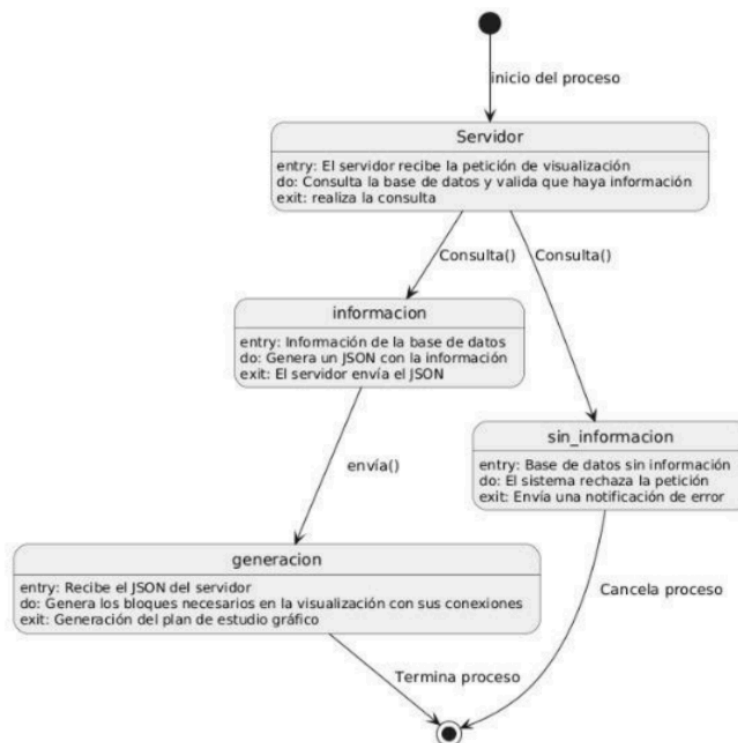 inicio del proceso
Servidor
entry: El servidor recibe la petición de visualización
do: Consulta la base de datos y valida que haya información
exit: realiza la consulta
Consulta()
Consulta()
informacion
entry: Información de la base de datos
do: Genera un JSON con la información
exit: El servidor envía el JSON
sin_informacion
entry: Base de datos sin información
do: El sistema rechaza la petición
exit: Envía una notificación de error
envía()
generacion
entry: Recibe el JSON del servidor
do: Genera los bloques necesarios en la visualización con sus conexiones
exit: Generación del plan de estudio gráfico
Cancela proceso
Termina proceso